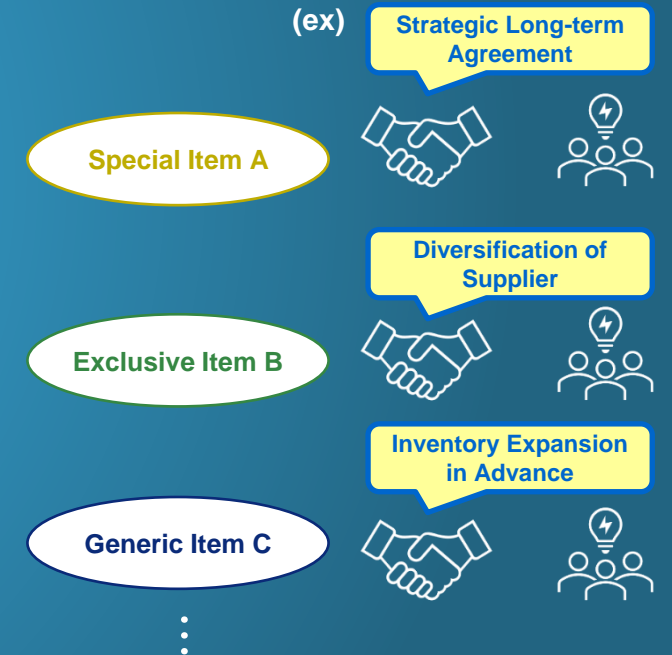 (ex)
Strategic Long-term
Agreement
Special Item A
Diversification of
Supplier
Exclusive Item B
Inventory Expansion
in Advance
Generic Item C